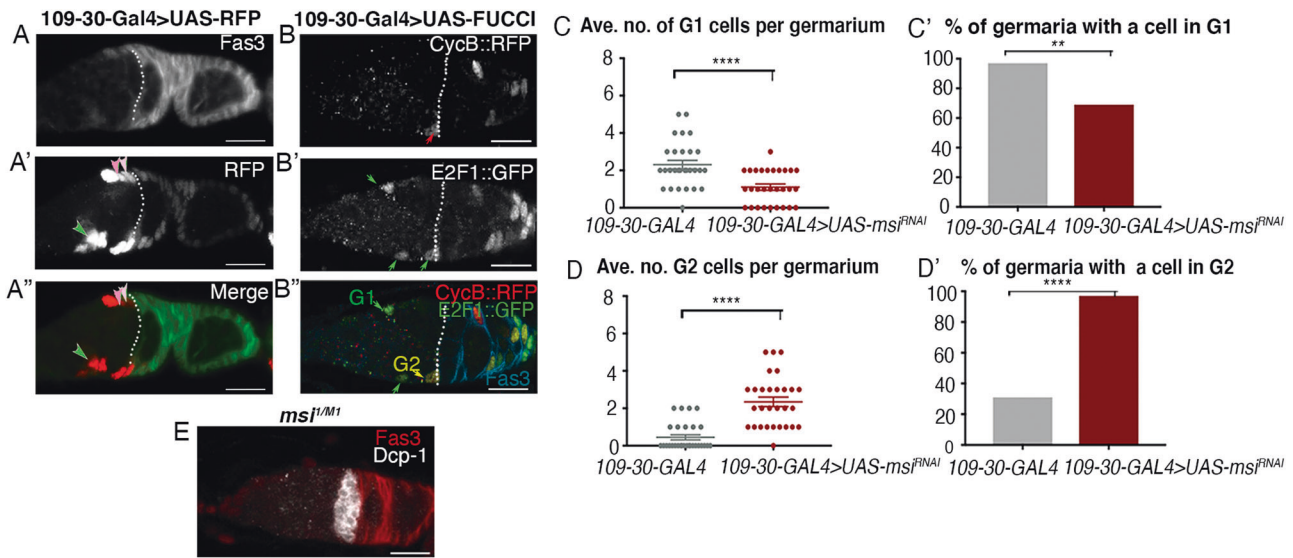 109-30-Gal4>UAS-RFP
A
Fas3
A'
RFP
A"
Merge
109-30-Gal4>UAS-FUCCI
B
CycB::RFP
B'
E2F1::GFP
B"
G1
CycB::RFP
E2F1::GFP
G2
Fas3
msi1/M1
E
Fas3
Dcp-1
C
Ave. no. of G1 cells per germarium
****
8
6
4
2
0
109-30-GAL4
109-30-GAL4>UAS-msiRNAI
C'
% of germaria with a cell in G1
**
100
80
60
40
20
0
109-30-GAL4
109-30-GAL4>UAS-msiRNAI
D
Ave. no. G2 cells per germarium
****
8
6
4
2
0
109-30-GAL4
109-30-GAL4>UAS-msiRNAI
D'
% of germaria with a cell in G2
****
100
80
60
40
20
0
109-30-GAL4
109-30-GAL4>UAS-msiRNAI